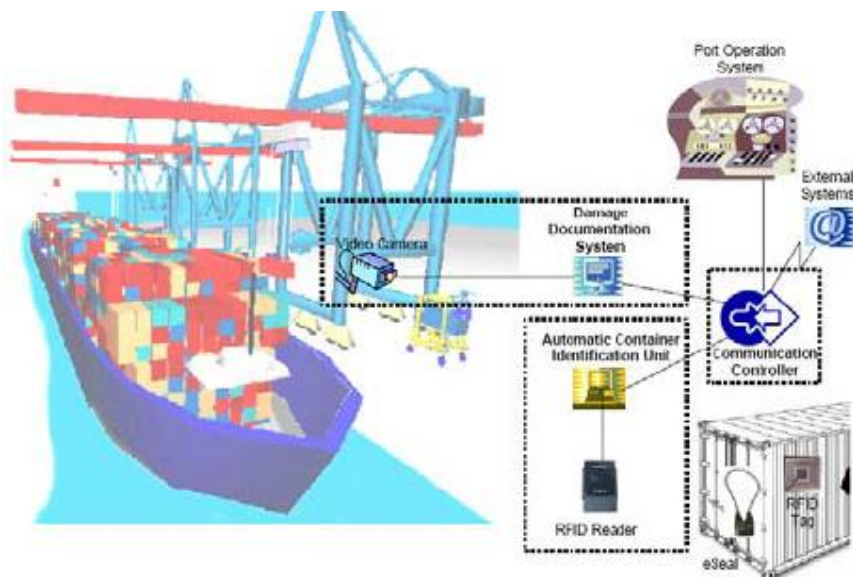 Port Operation
System
External
Systems
Damage
Documentation
System
Video Camera
Automatic Container
Identification Unit
Communication
Controller
RFID Reader
RFID
Tag
eSeal